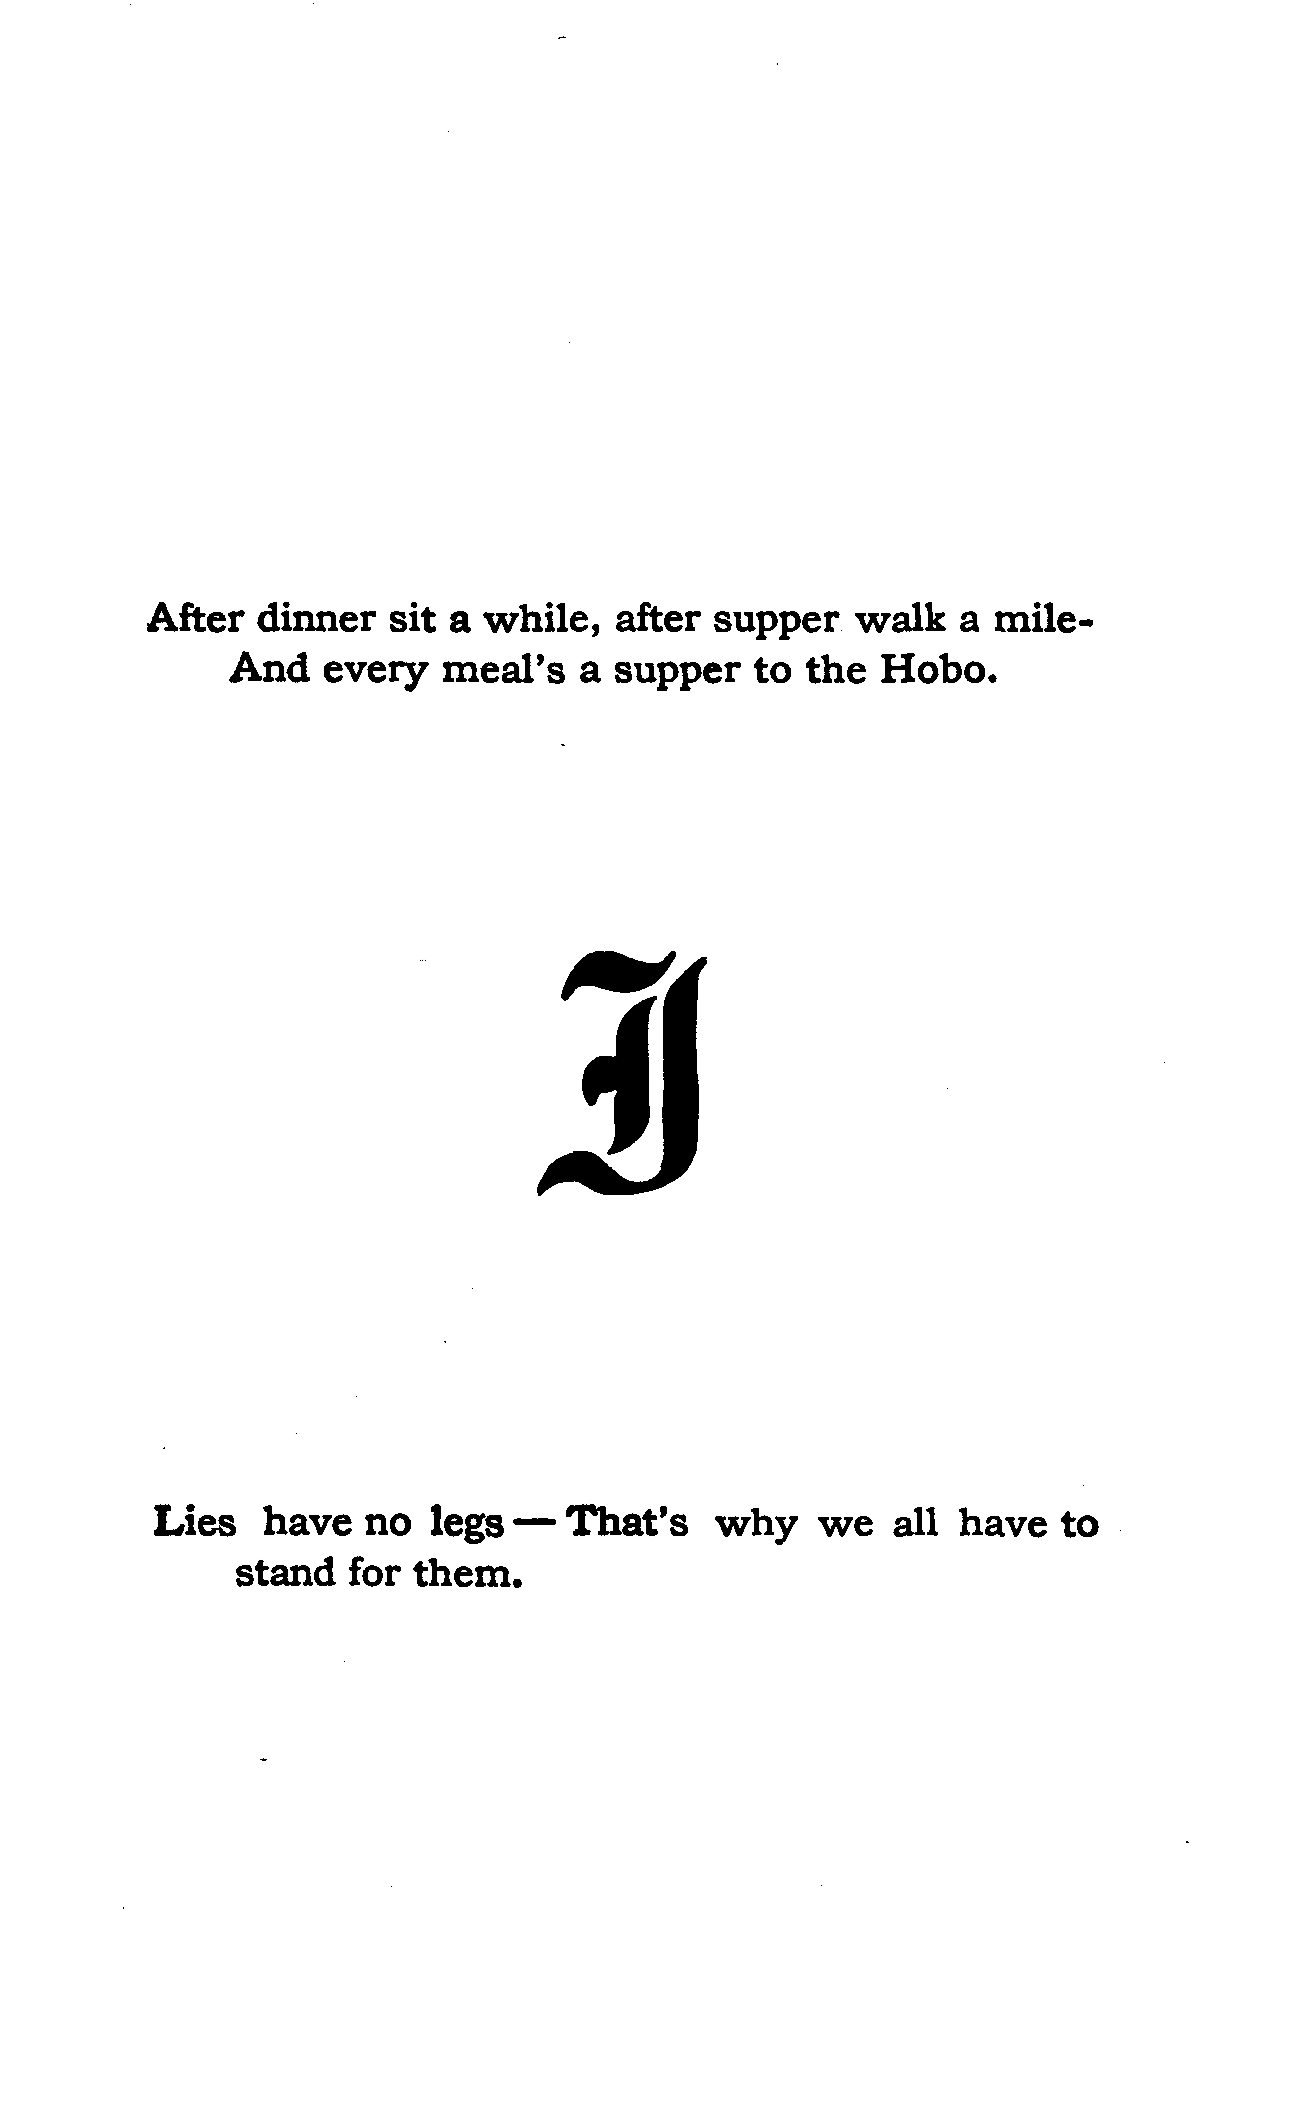 After dinner sit a while, after supper walk a mile-
And every meal's a supper to the Hobo.
J
Lies have no legs — That's why we all have to
stand for them.